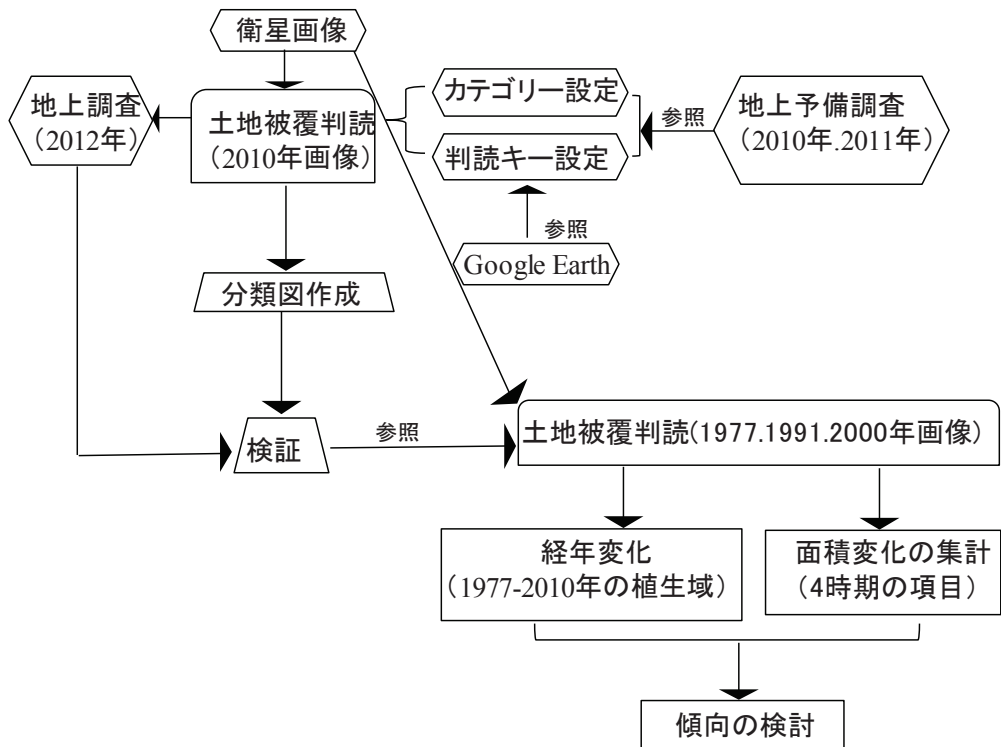 衛星画像
地上調査
（2012年）
土地被覆判読
（2010年画像）
カテゴリー設定
判読キー設定
参照
地上予備調査
（2010年.2011年）
参照
Google Earth
分類図作成
検証
参照
土地被覆判読(1977.1991.2000年画像）
経年変化
（1977-2010年の植生域）
面積変化の集計
（4時期の項目）
傾向の検討